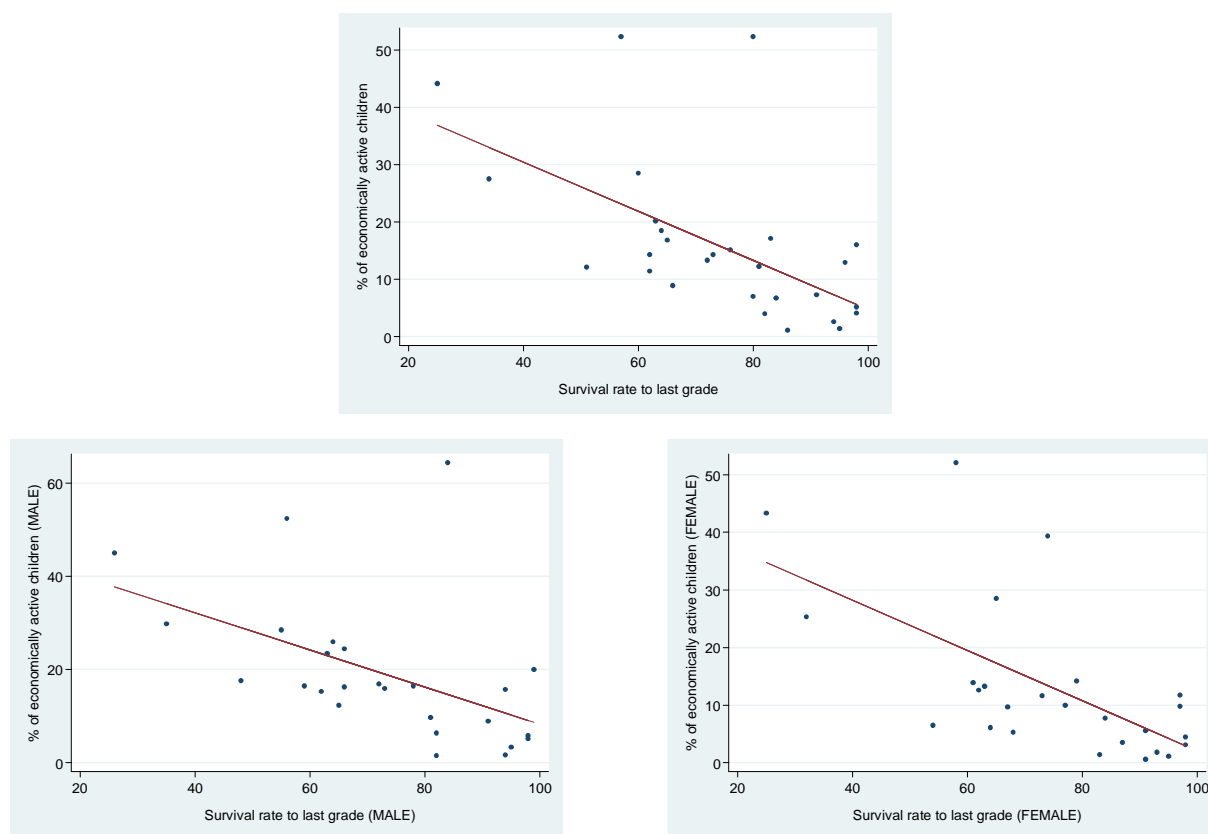 % of economically active children
50
40
30
20
10
0
20 40 60 80 100
Survival rate to last grade
% of economically active children (MALE)
60
40
20
0
20 40 60 80 100
Survival rate to last grade (MALE)
% of economically active children (FEMALE)
50
40
30
20
10
0
20 40 60 80 100
Survival rate to last grade (FEMALE)